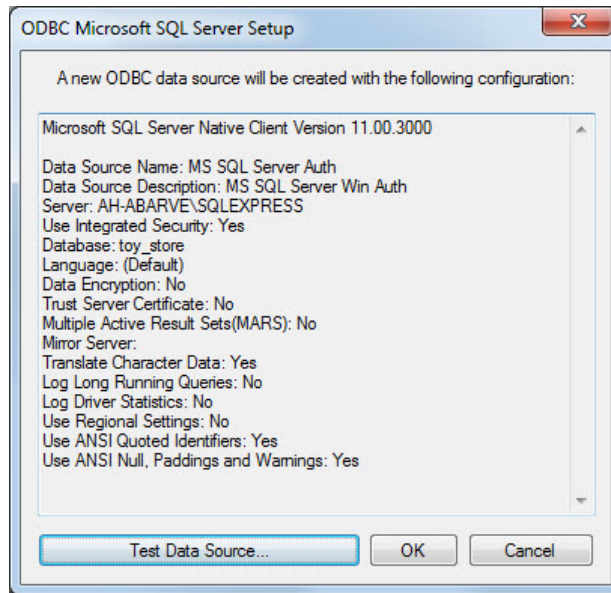 ODBC Microsoft SQL Server Setup
A new ODBC data source will be created with the following configuration:
Microsoft SQL Server Native Client Version 11.00.3000
Data Source Name: MS SQL Server Auth
Data Source Description: MS SQL Server Win Auth
Server: AH-ABARVE\SQLEXPRESS
Use Integrated Security: Yes
Database: toy_store
Language: (Default)
Data Encryption: No
Trust Server Certificate: No
Multiple Active Result Sets(MARS): No
Mirror Server:
Translate Character Data: Yes
Log Long Running Queries: No
Log Driver Statistics: No
Use Regional Settings: No
Use ANSI Quoted Identifiers: Yes
Use ANSI Null, Paddings and Warnings: Yes
Test Data Source... OK Cancel